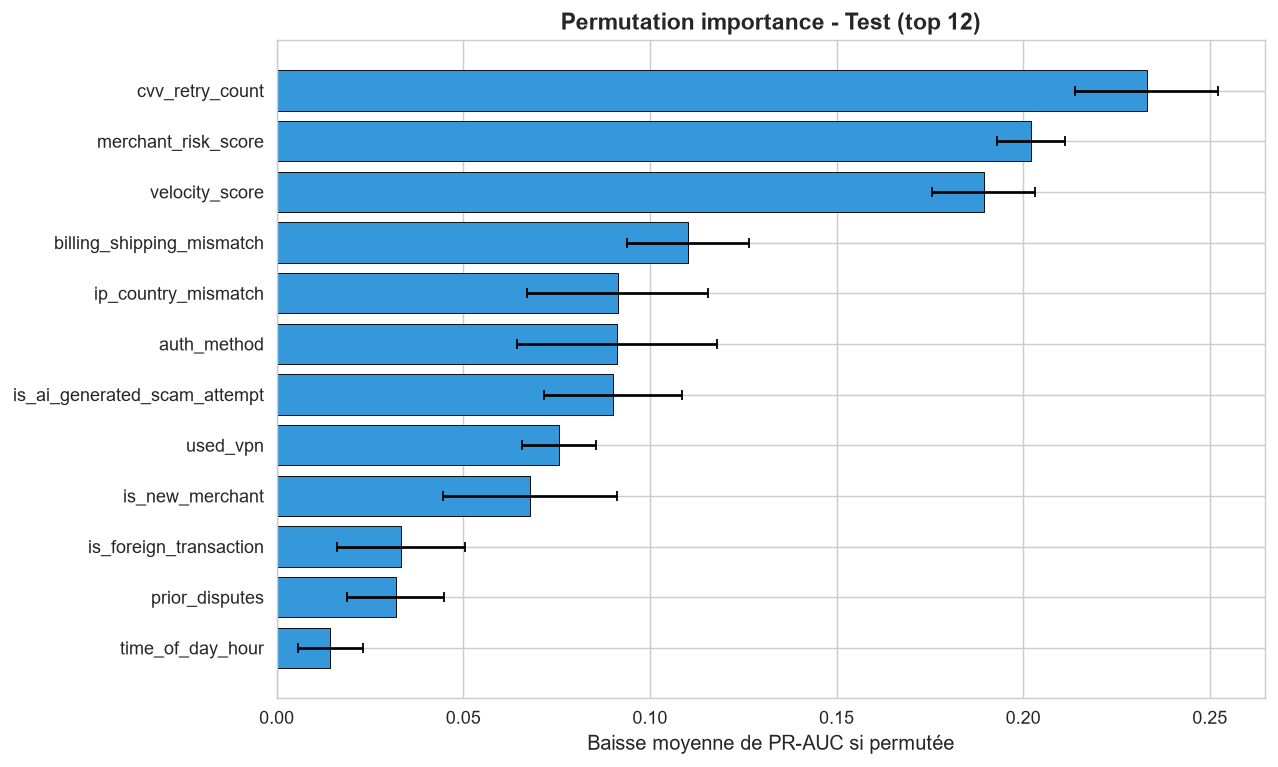 Permutation importance - Test (top 12)
cvv_retry_count
merchant_risk_score
velocity_score
billing_shipping_mismatch
ip_country_mismatch
auth_method
is_ai_generated_scam_attempt
used_vpn
is_new_merchant
is_foreign_transaction
prior_disputes
time_of_day_hour
0.00 0.05 0.10 0.15 0.20 0.25
Baisse moyenne de PR-AUC si permutée